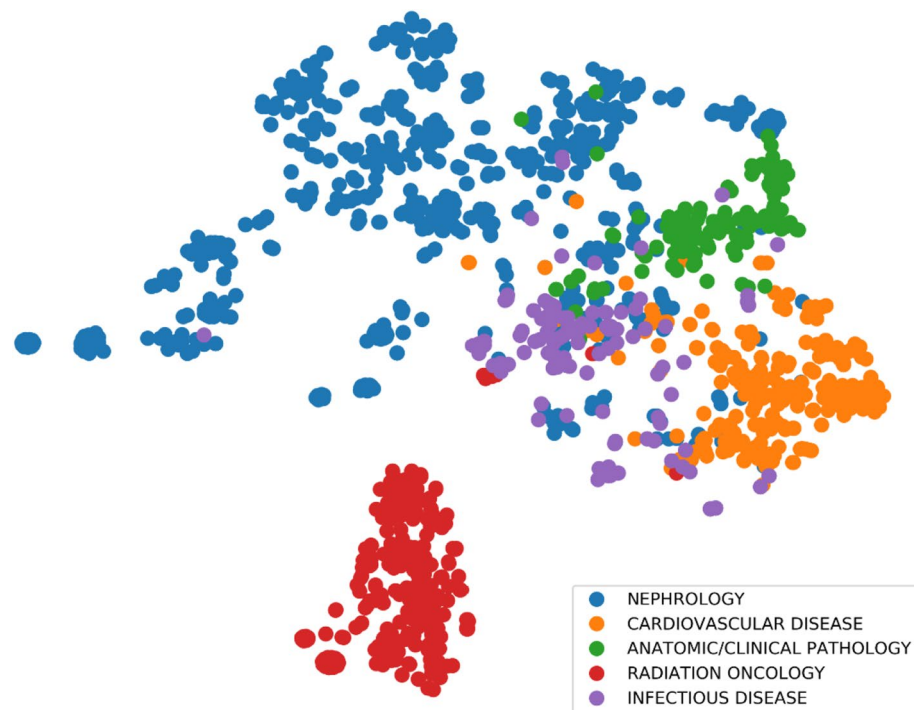 NEPHROLOGY
CARDIOVASCULAR DISEASE
ANATOMIC/CLINICAL PATHOLOGY
RADIATION ONCOLOGY
INFECTIOUS DISEASE